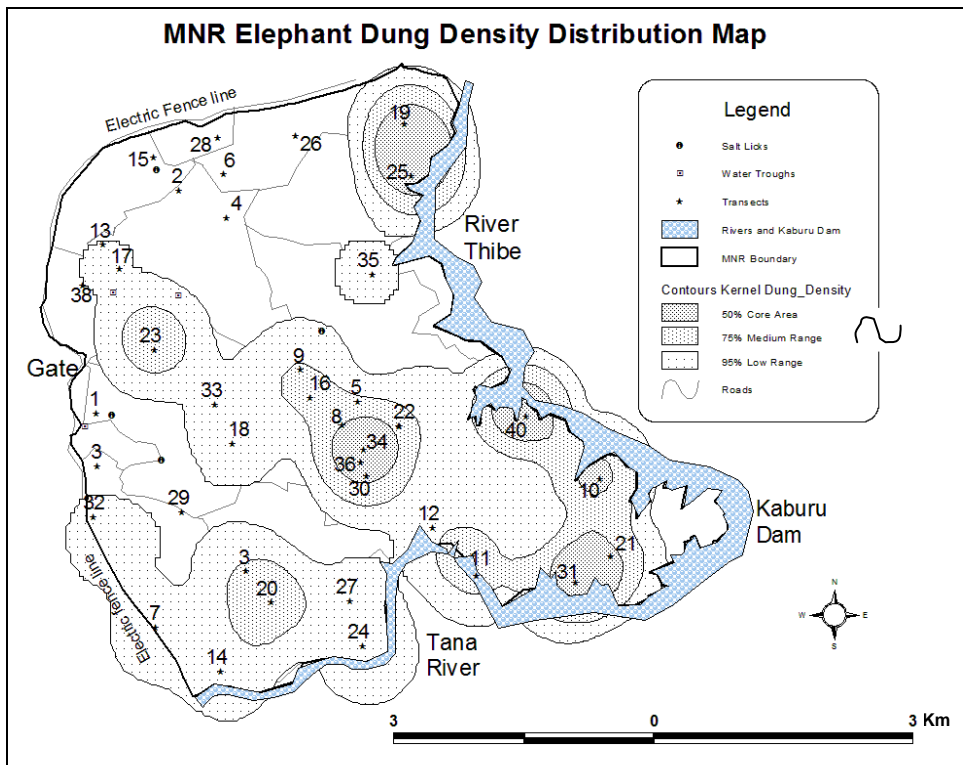 MNR Elephant Dung Density Distribution Map
Electric Fence line
19
28
26
15
6
25
2
4
13
River
Thibe
17
35
38
23
Gate
9
16
5
33
1
8
22
40
18
34
3
36
30
10
32
29
12
Kaburu
Dam
21
3
11
31
20
27
7
Electric fence line
24
14
Tana
River
Legend
Salt Licks
Water Troughs
Transects
Rivers and Kaburu Dam
MNR Boundary
Contours Kernel Dung_Density
50% Core Area
75% Medium Range
95% Low Range
Roads
N
W
E
S
3
0
3 Km